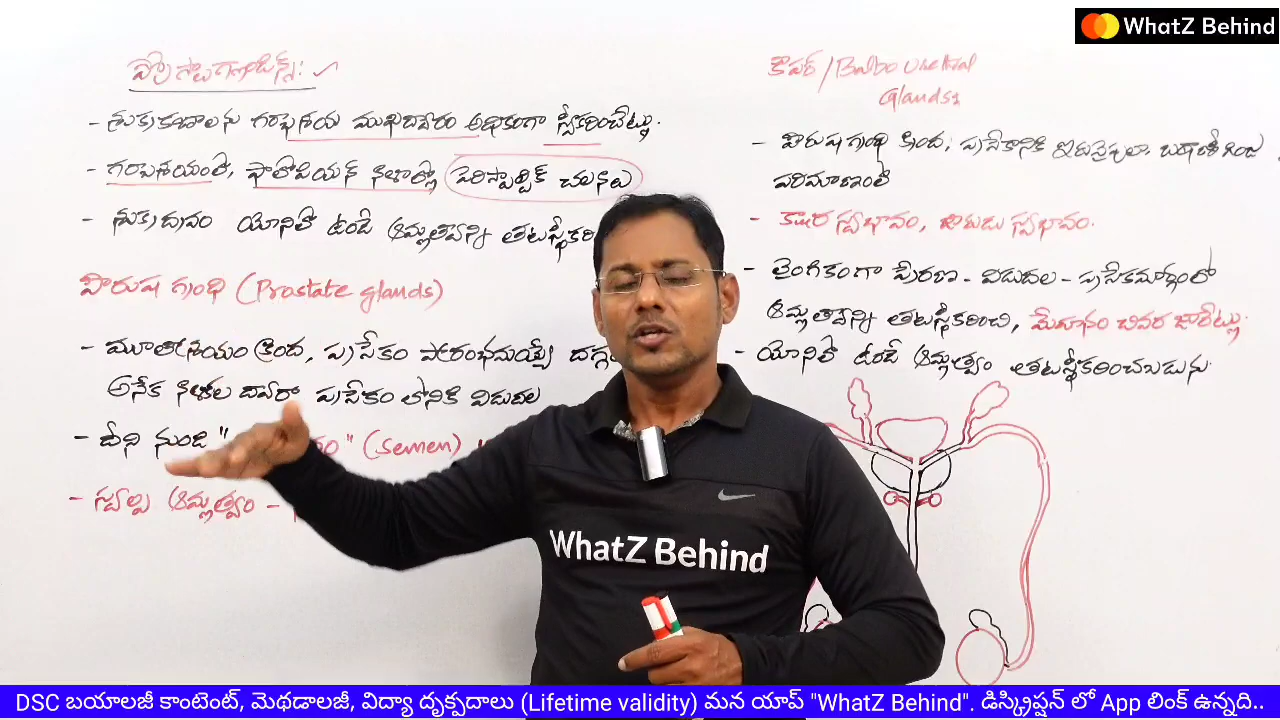 WhatZ Behind
ప్రోస్టాగ్లాండిన్స్:
- శుక్రకణాలను గర్భాశయ ముఖద్వారం అధికంగా స్వీకరించేట్లు.
- గర్భాశయంతో, ఫాలోపియన్ నాళాల్లో పెరిస్టాల్టిక్ చలనాలు
- శుక్రద్రవం యోనిలో ఉండే ఆమ్లతాన్ని తటస్థీకరి
పౌరుష గ్రంథి (Prostate glands)
- మూత్రాశయం క్రింద, ప్రసేకం ప్రారంభమయ్యే దగ్గ
అనేక నాళాల ద్వారా ప్రసేకం లోనికి విడుదల
- దీని నుండి " (semen)
- స్వల్ప ఆమ్లత్వం -
కౌపర్/Bulbo Urethral
Glands
- పౌరుష గ్రంథి క్రింద, ప్రసేకానికి ఇరువైపులా, బఠాణీ గింజ
పరిమాణంతో
- క్షార స్వభావం, జారుడు స్వభావం.
- లైంగికంగా ప్రేరణ - విడుదల - ప్రసేకమార్గంలో
ఆమ్లతాన్ని తటస్థీకరించి, మేహనం చివర జారేట్లు.
- యోనిలో ఉండే ఆమ్లత్వం తటస్థీకరించబడును.
WhatZ Behind
DSC బయాలజీ కాంటెంట్, మెథడాలజీ, విద్యా దృక్పదాలు (Lifetime validity) మన యాప్ "WhatZ Behind". డిస్క్రిప్షన్ లో App లింక్ ఉన్నది..